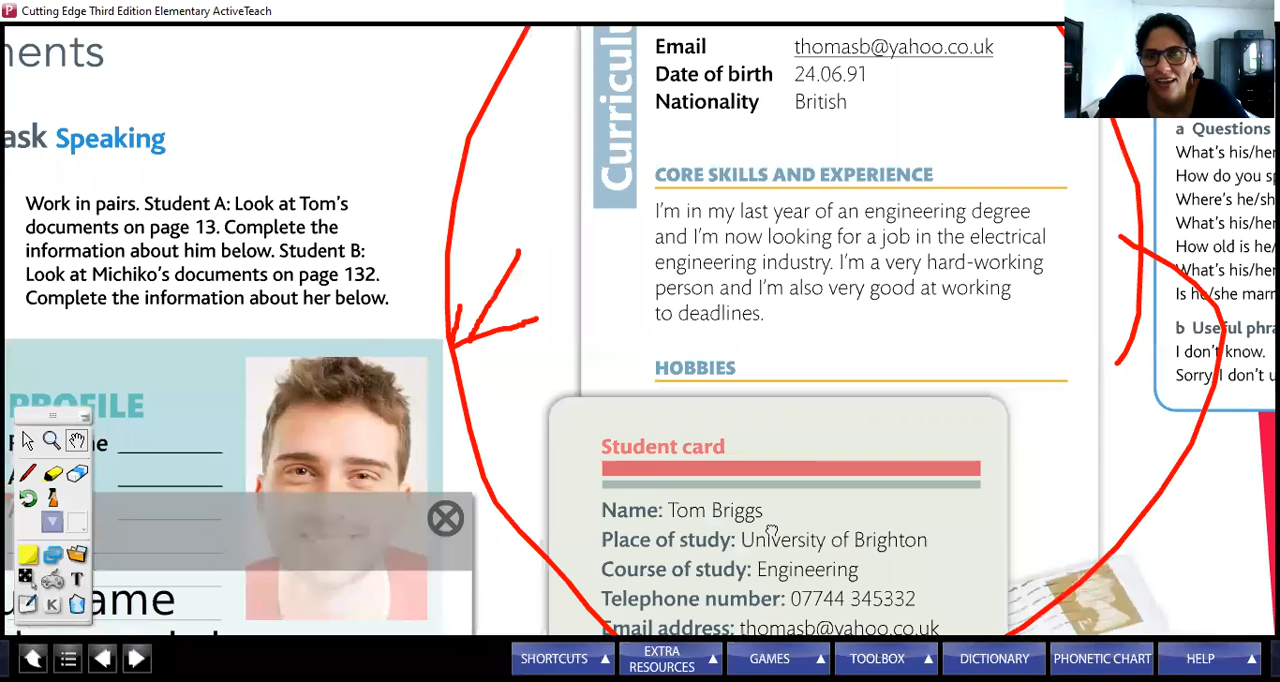 Cutting Edge Third Edition Elementary ActiveTeach
nents
ask Speaking
Work in pairs. Student A: Look at Tom's
documents on page 13. Complete the
information about him below. Student B:
Look at Michiko's documents on page 132.
Complete the information about her below.
PROFILE
Curriculu
Email thomasb@yahoo.co.uk
Date of birth 24.06.91
Nationality British
CORE SKILLS AND EXPERIENCE
I'm in my last year of an engineering degree
and I'm now looking for a job in the electrical
engineering industry. I'm a very hard-working
person and I'm also very good at working
to deadlines.
HOBBIES
Student card
Name: Tom Briggs
Place of study: University of Brighton
Course of study: Engineering
Telephone number: 07744 345332
Email address: thomasb@yahoo.co.uk
a Questions
What's his/her
How do you sp
Where's he/sh
What's his/her
How old is he/
What's his/her
Is he/she marr
b Useful phra
I don't know.
Sorry, I don't u
SHORTCUTS
EXTRA
RESOURCES
GAMES
TOOLBOX
DICTIONARY
PHONETIC CHART
HELP